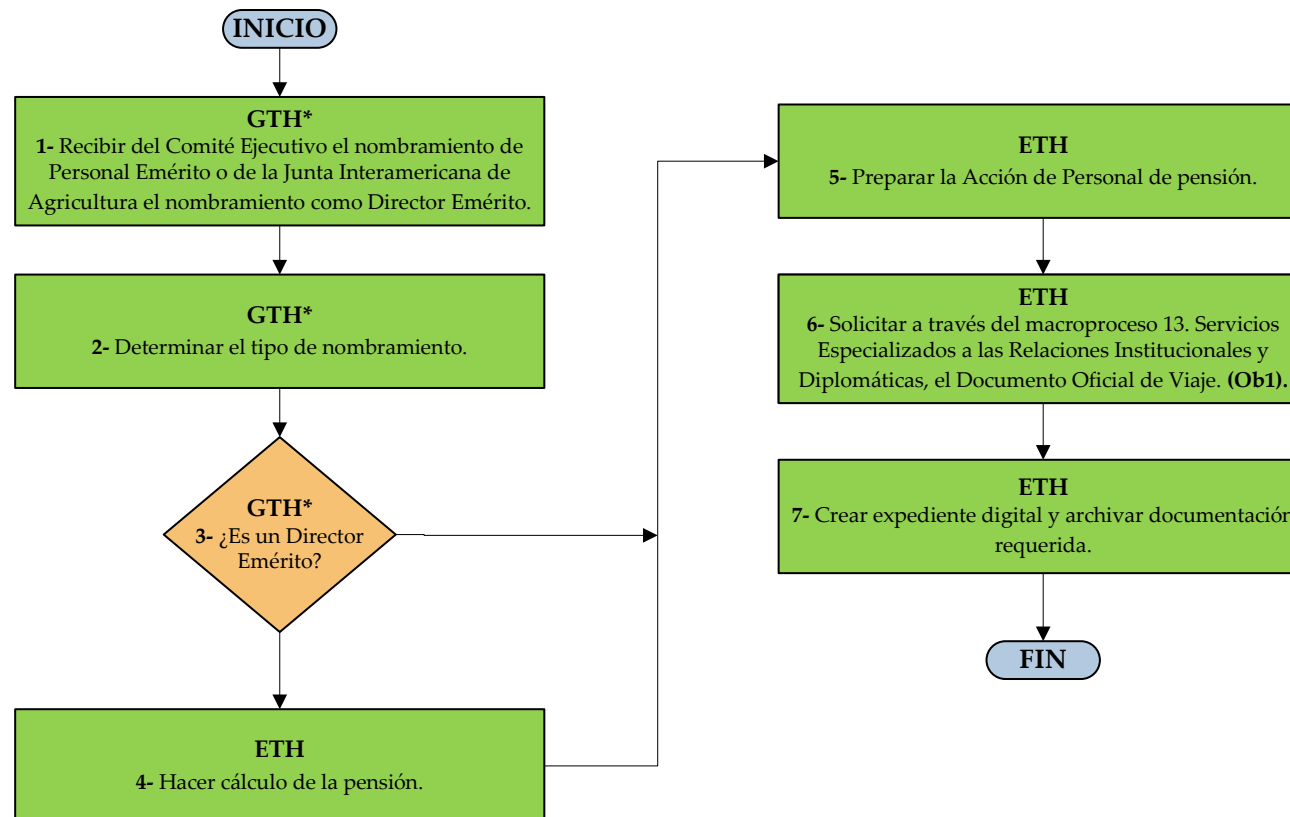 INICIO
GTH*
1- Recibir del Comité Ejecutivo el nombramiento de
Personal Emérito o de la Junta Interamericana de
Agricultura el nombramiento como Director Emérito.
GTH*
2- Determinar el tipo de nombramiento.
GTH*
3- ¿Es un Director
Emérito?
ETH
4- Hacer cálculo de la pensión.
ETH
5- Preparar la Acción de Personal de pensión.
ETH
6- Solicitar a través del macroproceso 13. Servicios
Especializados a las Relaciones Institucionales y
Diplomáticas, el Documento Oficial de Viaje. (Ob1).
ETH
7- Crear expediente digital y archivar documentación
requerida.
FIN